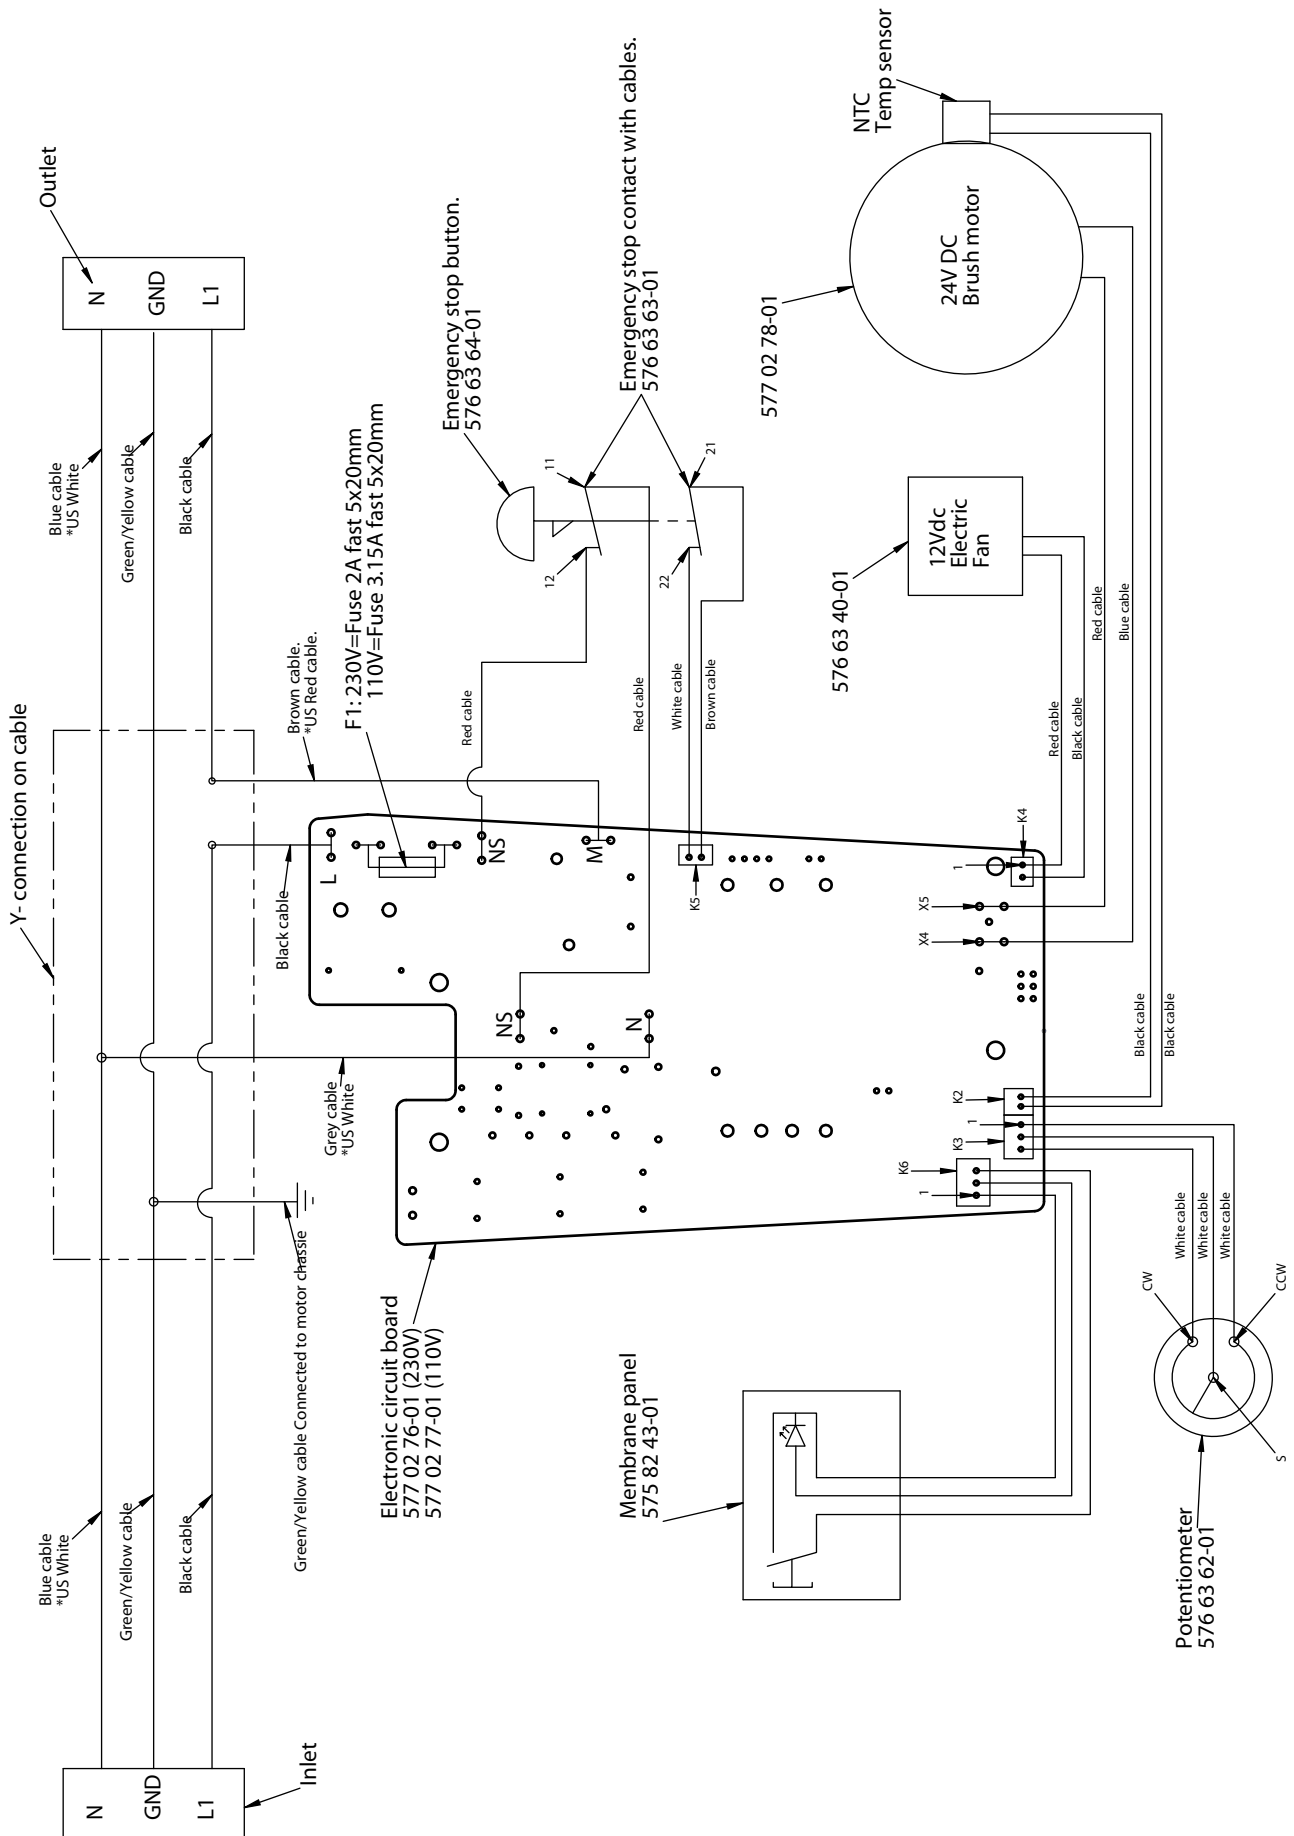 Y- connection on cable
Outlet
N
GND
L1
Blue cable
*US White
Green/Yellow cable
Black cable
Brown cable.
*US Red cable.
F1: 230V=Fuse 2A fast 5x20mm
110V=Fuse 3.15A fast 5x20mm
Emergency stop button.
576 63 64-01
Emergency stop contact with cables.
576 63 63-01
11
12
21
22
Red cable
Red cable
White cable
Brown cable
Inlet
N
GND
L1
Blue cable
*US White
Green/Yellow cable
Black cable
Green/Yellow cable Connected to motor chassie
Grey cable
*US White
Black cable
L
NS
M
NS
N
K5
Electronic circuit board
577 02 76-01 (230V)
577 02 77-01 (110V)
Membrane panel
575 82 43-01
Potentiometer
576 63 62-01
CW
CCW
S
White cable
White cable
White cable
1
K6
K3
1
K2
X4
X5
1
K4
Black cable
Black cable
Red cable
Black cable
Red cable
Blue cable
12Vdc
Electric
Fan
576 63 40-01
24V DC
Brush motor
577 02 78-01
NTC
Temp sensor